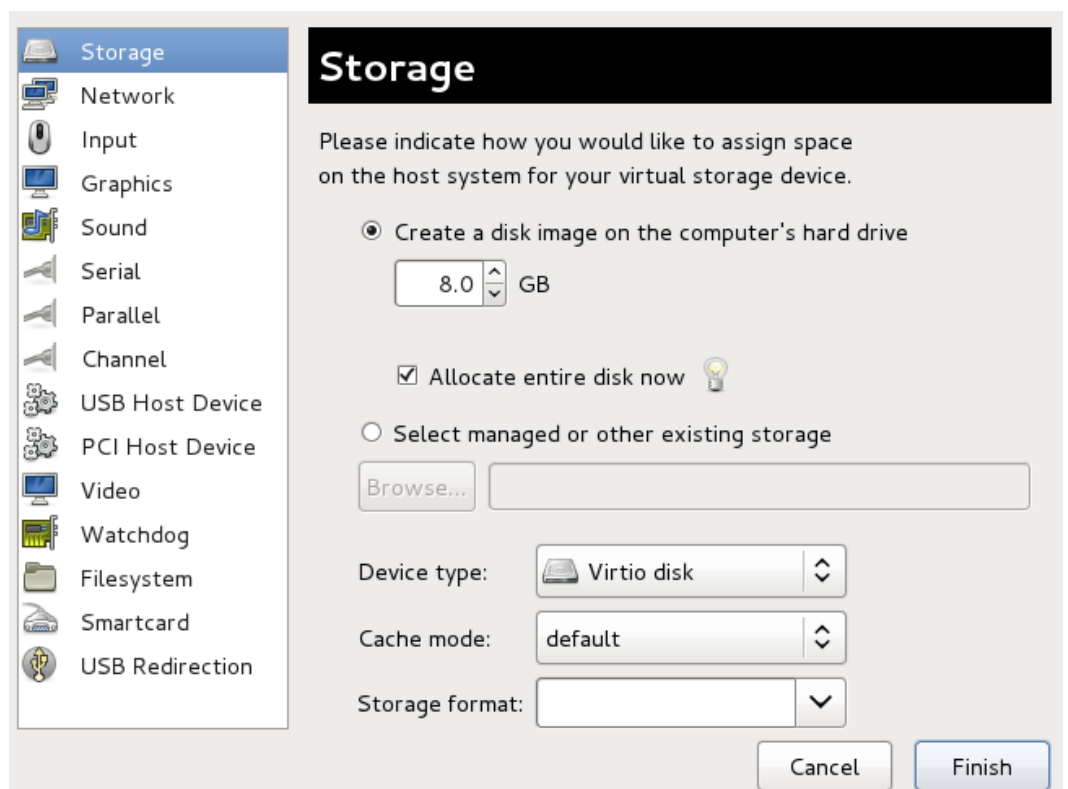 Storage
Network
Input
Graphics
Sound
Serial
Parallel
Channel
USB Host Device
PCI Host Device
Video
Watchdog
Filesystem
Smartcard
USB Redirection
Storage
Please indicate how you would like to assign space
on the host system for your virtual storage device.
Create a disk image on the computer's hard drive
8.0 GB
Allocate entire disk now
Select managed or other existing storage
Browse...
Device type: Virtio disk
Cache mode: default
Storage format:
Cancel Finish